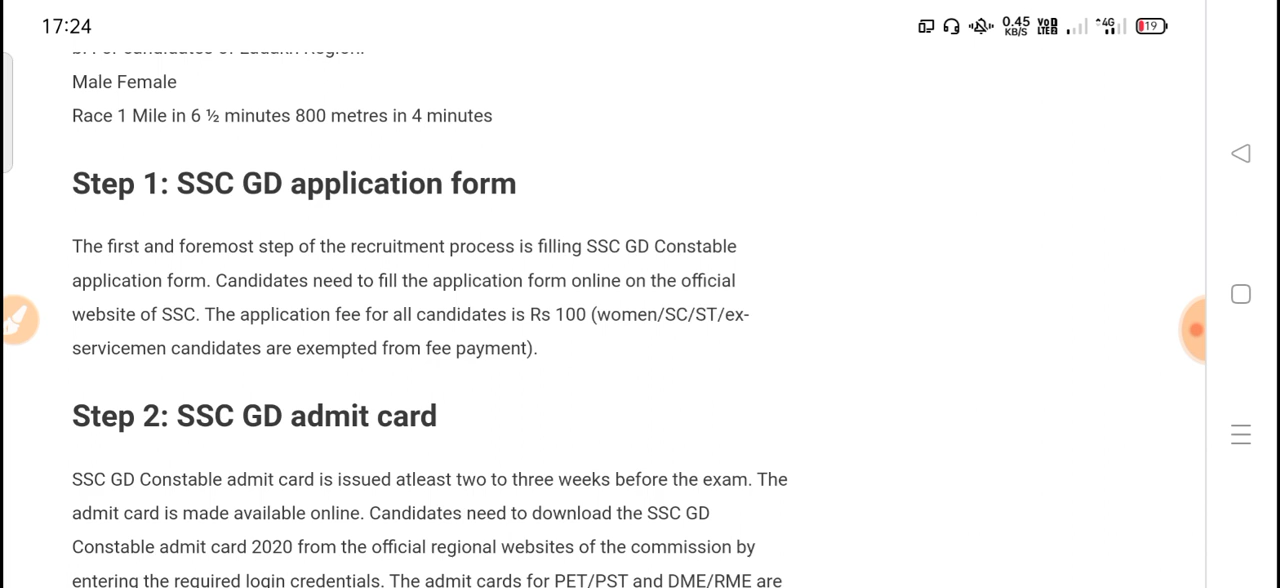 17:24
0.45
KB/S
VoD
LTE2
4G
19
Male Female
Race 1 Mile in 6 ½ minutes 800 metres in 4 minutes
Step 1: SSC GD application form
The first and foremost step of the recruitment process is filling SSC GD Constable
application form. Candidates need to fill the application form online on the official
website of SSC. The application fee for all candidates is Rs 100 (women/SC/ST/ex-
servicemen candidates are exempted from fee payment).
Step 2: SSC GD admit card
SSC GD Constable admit card is issued atleast two to three weeks before the exam. The
admit card is made available online. Candidates need to download the SSC GD
Constable admit card 2020 from the official regional websites of the commission by
entering the required login credentials. The admit cards for PET/PST and DME/RME are